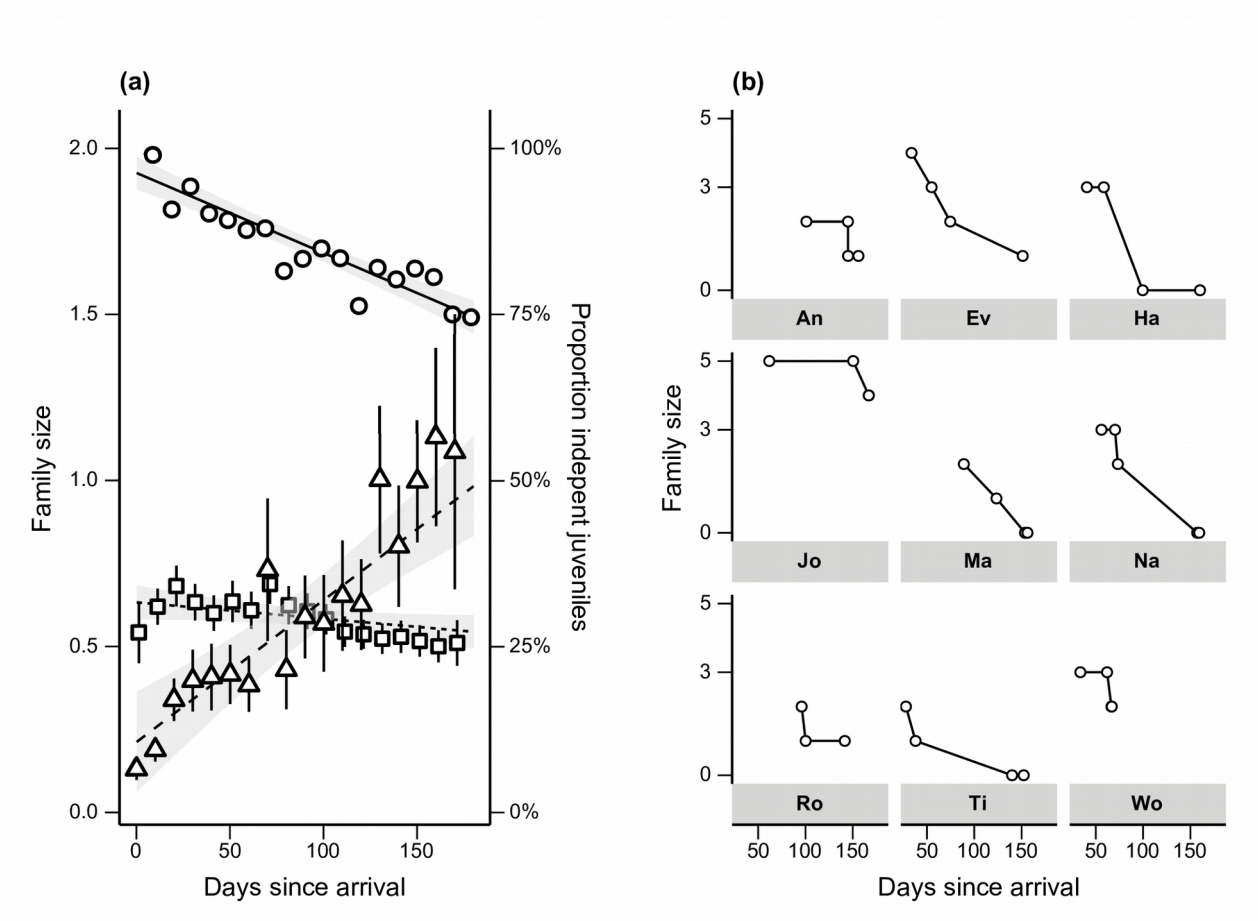 (a)
(b)
2.0
1.5
1.0
0.5
0.0
Family size
100%
75%
50%
25%
0%
Proportion indepent juveniles
0 50 100 150
Days since arrival
5
3
0
An Ev Ha
5
3
0
Family size
Jo Ma Na
5
3
0
Ro Ti Wo
50 100 150 50 100 150 50 100 150
Days since arrival